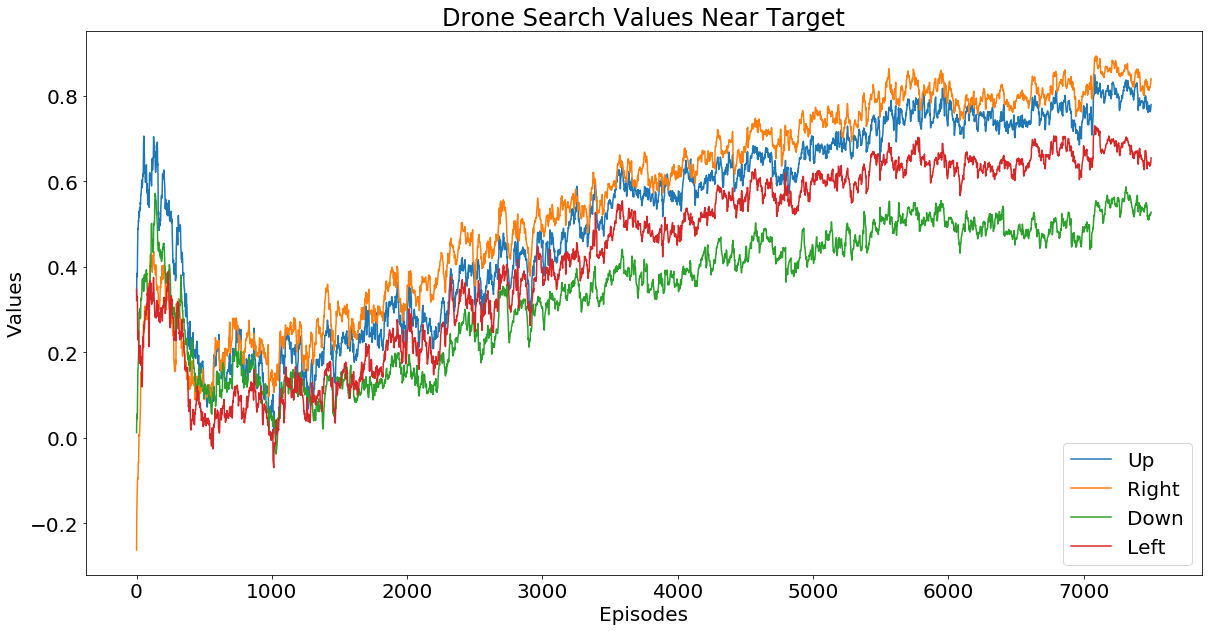 Drone Search Values Near Target
Values
0.8
0.6
0.4
0.2
0.0
−0.2
0 1000 2000 3000 4000 5000 6000 7000
Episodes
Up
Right
Down
Left